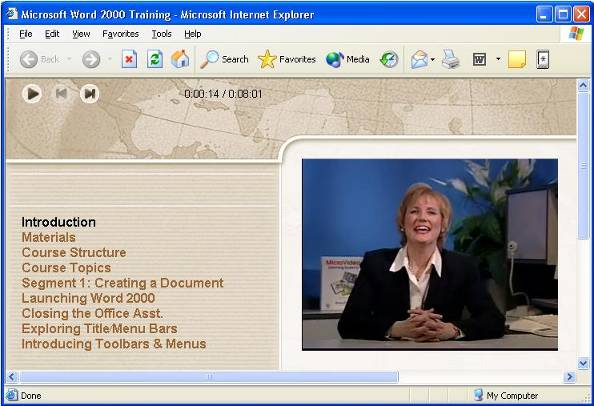 Microsoft Word 2000 Training - Microsoft Internet Explorer
File Edit View Favorites Tools Help
Back Search Favorites Media
0:00:14 / 0:08:01
Introduction
Materials
Course Structure
Course Topics
Segment 1: Creating a Document
Launching Word 2000
Closing the Office Asst.
Exploring Title/Menu Bars
Introducing Toolbars & Menus
MicroVideo
Done My Computer